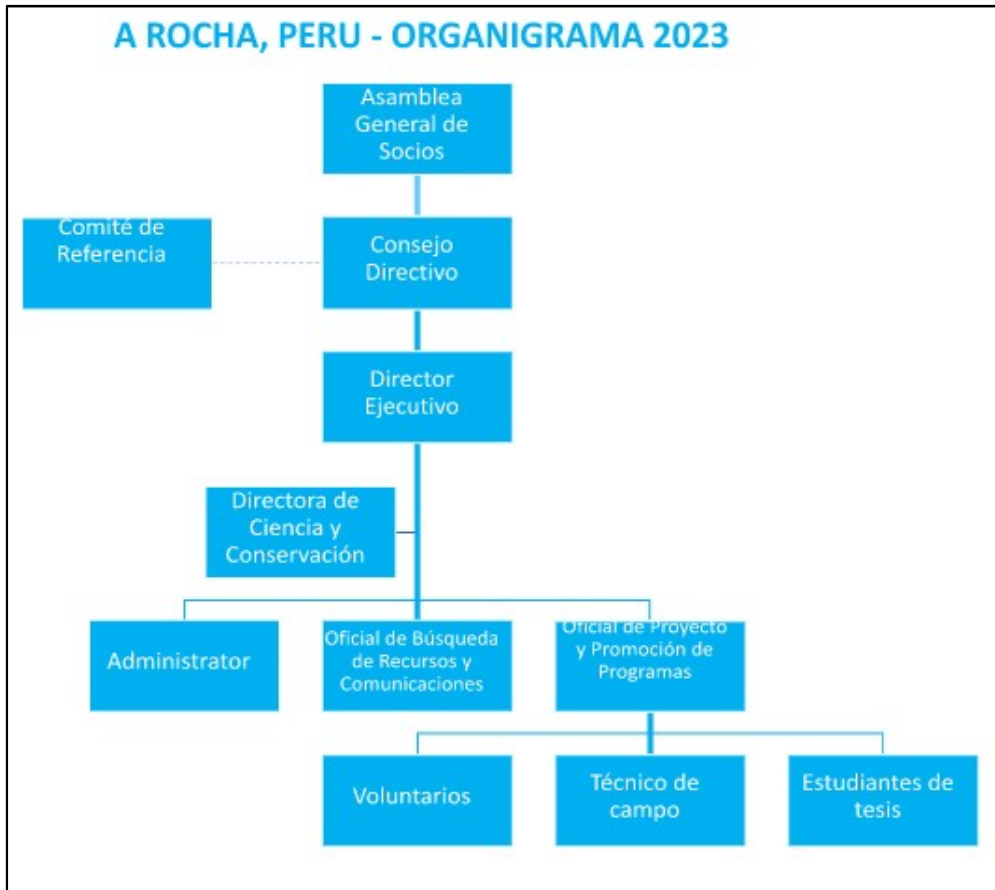 A ROCHA, PERU - ORGANIGRAMA 2023
Asamblea
General de
Socios
Comité de
Referencia
Consejo
Directivo
Director
Ejecutivo
Directora de
Ciencia y
Conservación
Administrator
Oficial de Búsqueda
de Recursos y
Comunicaciones
Oficial de Proyecto
y Promoción de
Programas
Voluntarios
Técnico de
campo
Estudiantes de
tesis